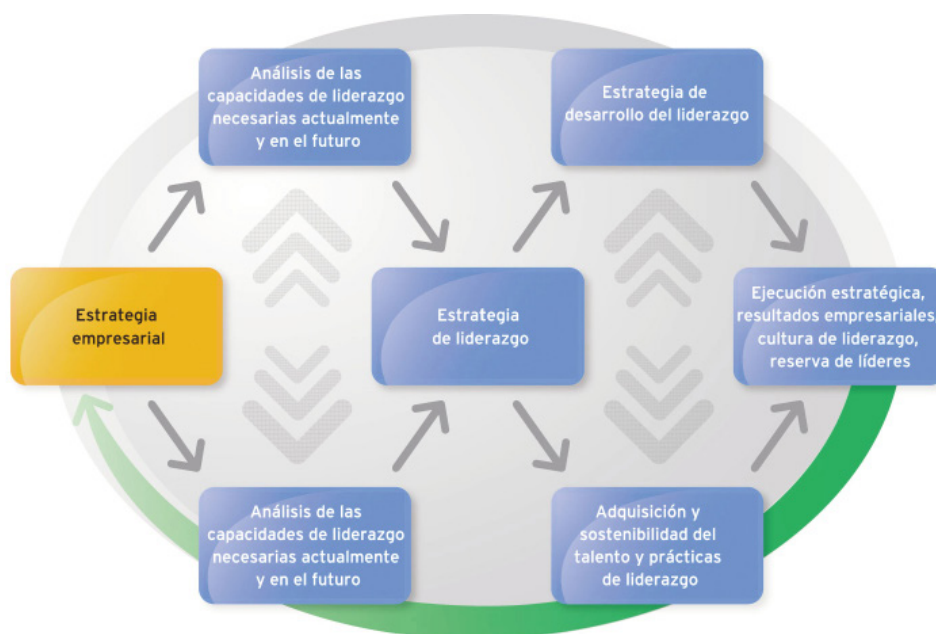 Análisis de las
capacidades de liderazgo
necesarias actualmente
y en el futuro
Estrategia de
desarrollo del liderazgo
Estrategia
empresarial
Estrategia
de liderazgo
Ejecución estratégica,
resultados empresariales,
cultura de liderazgo,
reserva de líderes
Análisis de las
capacidades de liderazgo
necesarias actualmente
y en el futuro
Adquisición y
sostenibilidad del
talento y prácticas
de liderazgo